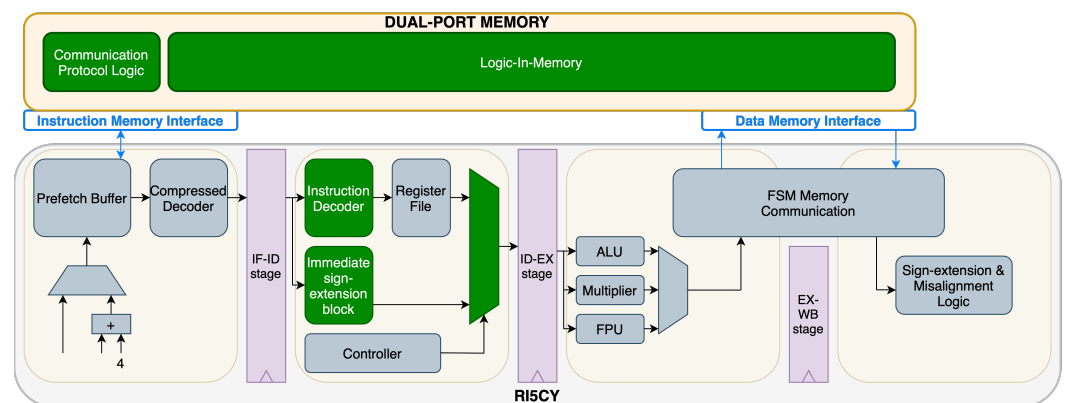 DUAL-PORT MEMORY
Communication
Protocol Logic
Logic-In-Memory
Instruction Memory Interface
Data Memory Interface
Prefetch Buffer
Compressed
Decoder
IF-ID
stage
Instruction
Decoder
Register
File
Immediate
sign-
extension
block
Controller
ID-EX
stage
ALU
Multiplier
FPU
FSM Memory
Communication
EX-
WB
stage
Sign-extension &
Misalignment
Logic
+
4
RI5CY